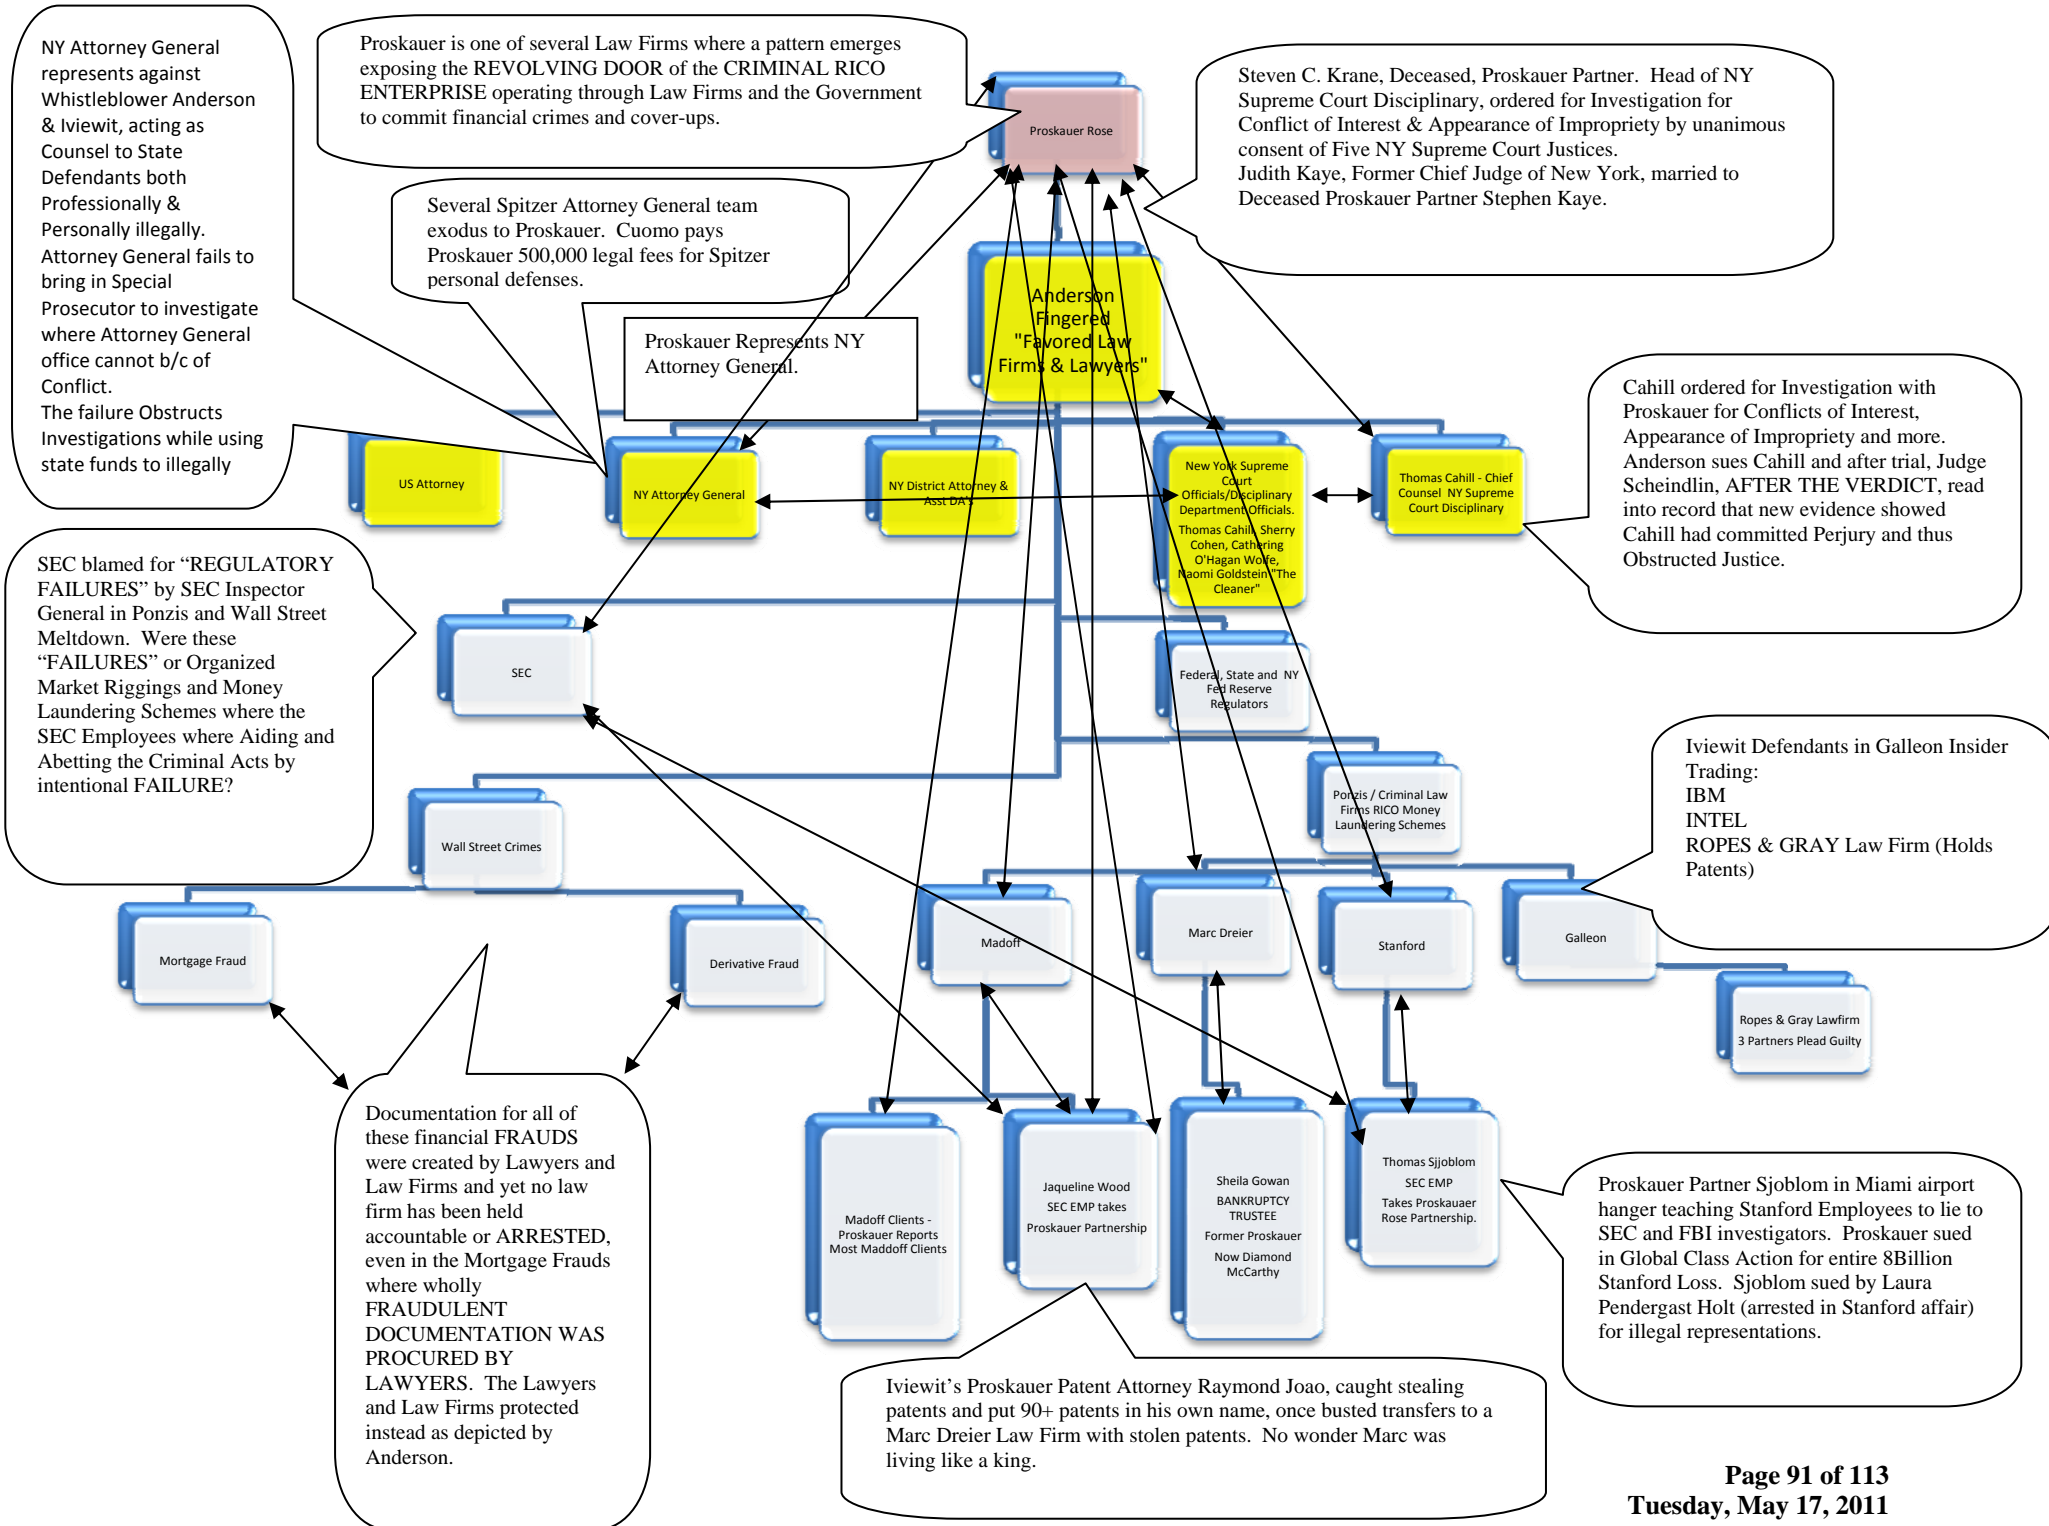 NY Attorney General
represents against
Whistleblower Anderson
& Iviewit, acting as
Counsel to State
Defendants both
Professionally &
Personally illegally.
Attorney General fails to
bring in Special
Prosecutor to investigate
where Attorney General
office cannot b/c of
Conflict.
The failure Obstructs
Investigations while using
state funds to illegally
Proskauer is one of several Law Firms where a pattern emerges
exposing the REVOLVING DOOR of the CRIMINAL RICO
ENTERPRISE operating through Law Firms and the Government
to commit financial crimes and cover-ups.
Proskauer Rose
Steven C. Krane, Deceased, Proskauer Partner.  Head of NY
Supreme Court Disciplinary, ordered for Investigation for
Conflict of Interest & Appearance of Impropriety by unanimous
consent of Five NY Supreme Court Justices.
Judith Kaye, Former Chief Judge of New York, married to
Deceased Proskauer Partner Stephen Kaye.
Several Spitzer Attorney General team
exodus to Proskauer.  Cuomo pays
Proskauer 500,000 legal fees for Spitzer
personal defenses.
Proskauer Represents NY
Attorney General.
Anderson
Fingered
"Favored Law
Firms & Lawyers"
US Attorney
NY Attorney General
NY District Attorney &
Asst DA's
New York Supreme
Court
Officials/Disciplinary
Department Officials.
Thomas Cahill, Sherry
Cohen, Cathering
O'Hagan Wolfe,
Naomi Goldstein "The
Cleaner"
Thomas Cahill - Chief
Counsel  NY Supreme
Court Disciplinary
Cahill ordered for Investigation with
Proskauer for Conflicts of Interest,
Appearance of Impropriety and more.
Anderson sues Cahill and after trial, Judge
Scheindlin, AFTER THE VERDICT, read
into record that new evidence showed
Cahill had committed Perjury and thus
Obstructed Justice.
SEC blamed for “REGULATORY
FAILURES” by SEC Inspector
General in Ponzis and Wall Street
Meltdown.  Were these
“FAILURES” or Organized
Market Riggings and Money
Laundering Schemes where the
SEC Employees where Aiding and
Abetting the Criminal Acts by
intentional FAILURE?
SEC
Federal, State and  NY
Fed Reserve
Regulators
Ponzis / Criminal Law
Firms RICO Money
Laundering Schemes
Iviewit Defendants in Galleon Insider
Trading:
IBM
INTEL
ROPES & GRAY Law Firm (Holds
Patents)
Wall Street Crimes
Mortgage Fraud
Derivative Fraud
Madoff
Marc Dreier
Stanford
Galleon
Ropes & Gray Lawfirm
3 Partners Plead Guilty
Documentation for all of
these financial FRAUDS
were created by Lawyers and
Law Firms and yet no law
firm has been held
accountable or ARRESTED,
even in the Mortgage Frauds
where wholly
FRAUDULENT
DOCUMENTATION WAS
PROCURED BY
LAWYERS.  The Lawyers
and Law Firms protected
instead as depicted by
Anderson.
Madoff Clients -
Proskauer Reports
Most Maddoff Clients
Jaqueline Wood
SEC EMP takes
Proskauer Partnership
Sheila Gowan
BANKRUPTCY
TRUSTEE
Former Proskauer
Now Diamond
McCarthy
Thomas Sjjoblom
SEC EMP
Takes Proskauaer
Rose Partnership.
Proskauer Partner Sjoblom in Miami airport
hanger teaching Stanford Employees to lie to
SEC and FBI investigators.  Proskauer sued
in Global Class Action for entire 8Billion
Stanford Loss.  Sjoblom sued by Laura
Pendergast Holt (arrested in Stanford affair)
for illegal representations.
Iviewit’s Proskauer Patent Attorney Raymond Joao, caught stealing
patents and put 90+ patents in his own name, once busted transfers to a
Marc Dreier Law Firm with stolen patents.  No wonder Marc was
living like a king.
Page 91 of 113
Tuesday, May 17, 2011